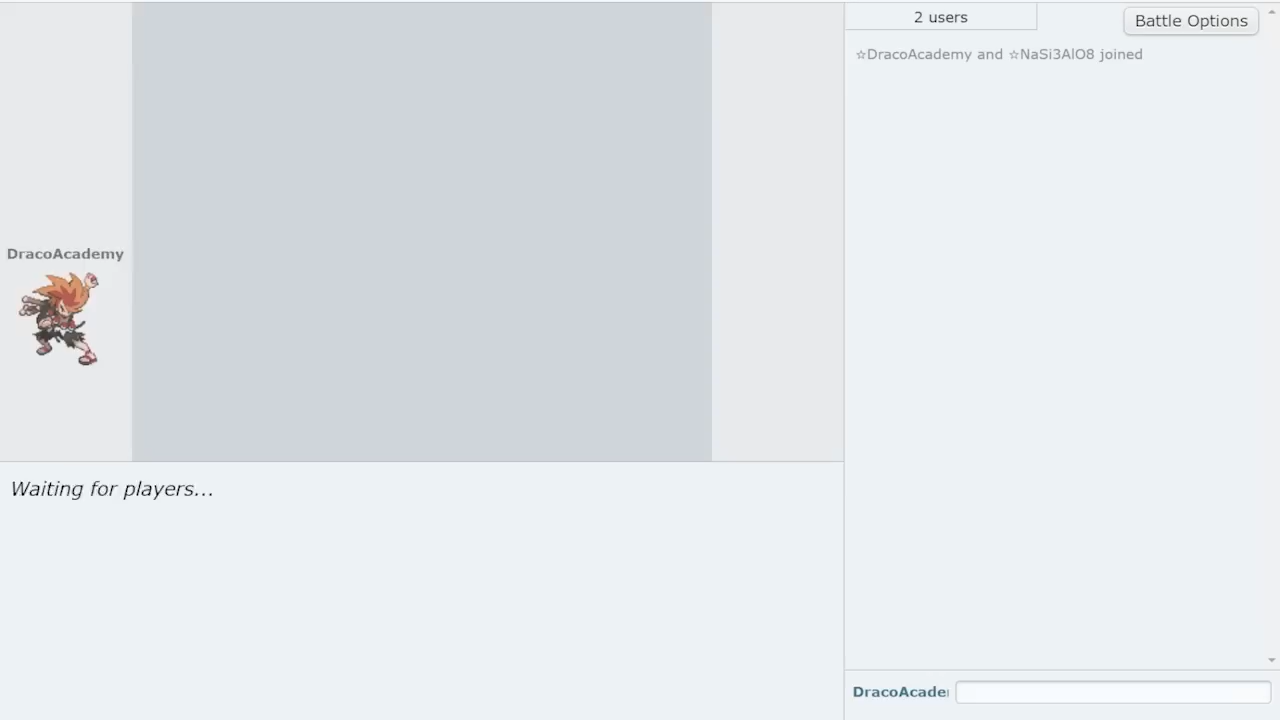 2 users
Battle Options
☆DracoAcademy and ☆NaSi3AlO8 joined
DracoAcademy
Waiting for players...
DracoAcade